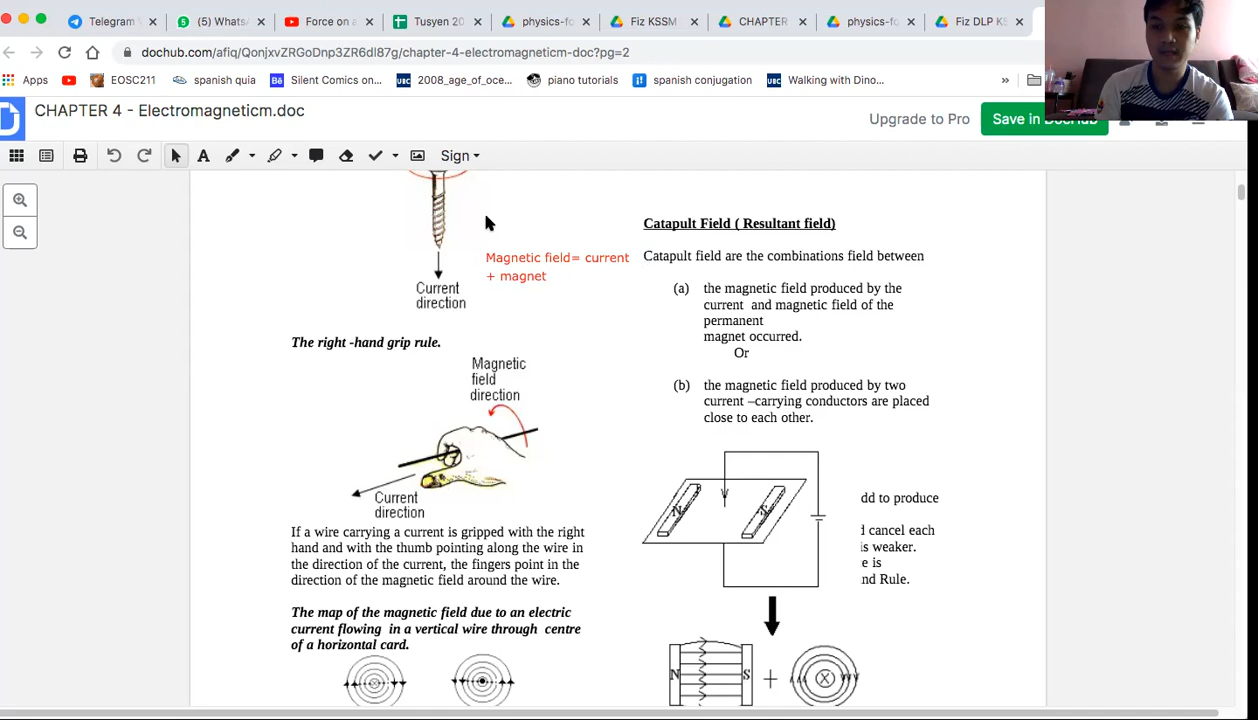 Telegram
(5) Whats
Force on a
Tusyen 20
physics-fo
Fiz KSSM
CHAPTER
physics-fo
Fiz DLP KS
dochub.com/afiq/QonjxvZRGoDnp3ZR6dl87g/chapter-4-electromagneticm-doc?pg=2
Apps
EOSC211
spanish quia
Silent Comics on...
2008_age_of_oce...
piano tutorials
spanish conjugation
Walking with Dino...
»
CHAPTER 4 - Electromagneticm.doc
Upgrade to Pro
Save in DocHub
Sign
Current
direction
Magnetic field= current
+ magnet
The right -hand grip rule.
Magnetic
field
direction
Current
direction
If a wire carrying a current is gripped with the right
hand and with the thumb pointing along the wire in
the direction of the current, the fingers point in the
direction of the magnetic field around the wire.
The map of the magnetic field due to an electric
current flowing in a vertical wire through centre
of a horizontal card.
Catapult Field ( Resultant field)
Catapult field are the combinations field between
(a) the magnetic field produced by the
current and magnetic field of the
permanent
magnet occurred.
Or
(b) the magnetic field produced by two
current –carrying conductors are placed
close to each other.
N
dd to produce
d cancel each
is weaker.
e is
nd Rule.
N S + X